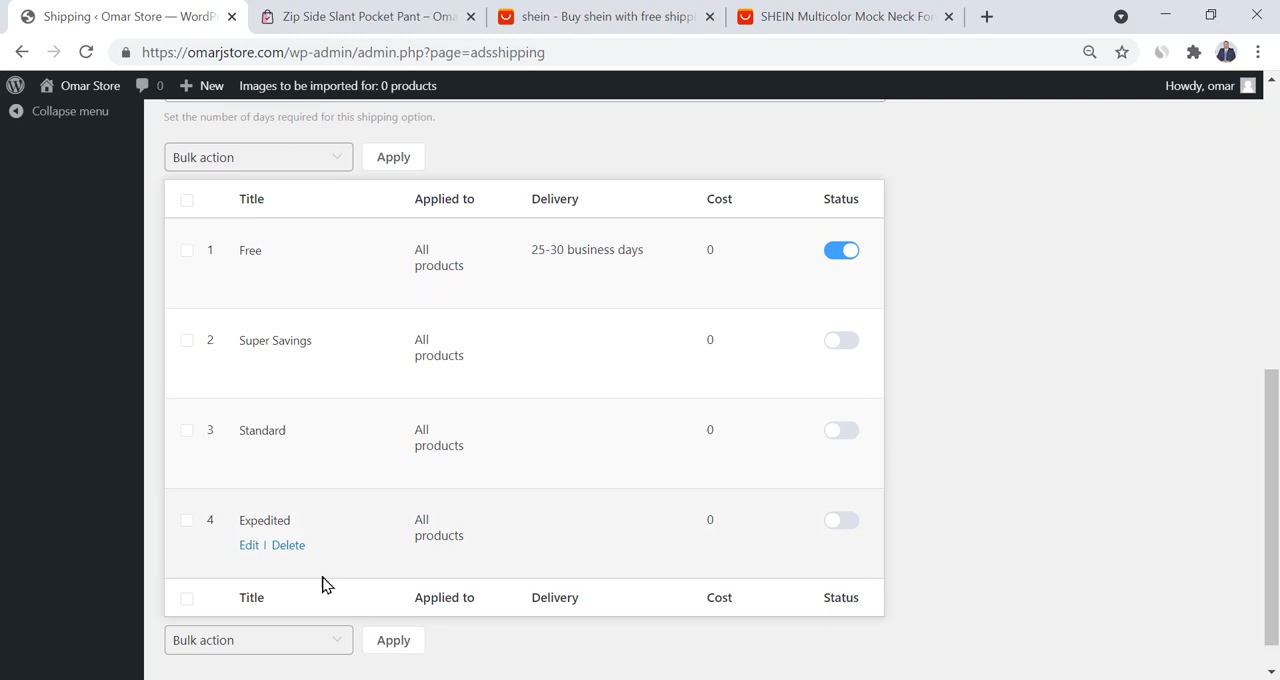 Shipping ‹ Omar Store — WordPr
Zip Side Slant Pocket Pant – Oma
shein - Buy shein with free shippi
SHEIN Multicolor Mock Neck For
https://omarjstore.com/wp-admin/admin.php?page=adsshipping
Omar Store 0 New Images to be imported for: 0 products Howdy, omar
Collapse menu
Set the number of days required for this shipping option.
Bulk action Apply
Title Applied to Delivery Cost Status
1 Free All products 25-30 business days 0
2 Super Savings All products 0
3 Standard All products 0
4 Expedited All products 0
Edit | Delete
Title Applied to Delivery Cost Status
Bulk action Apply